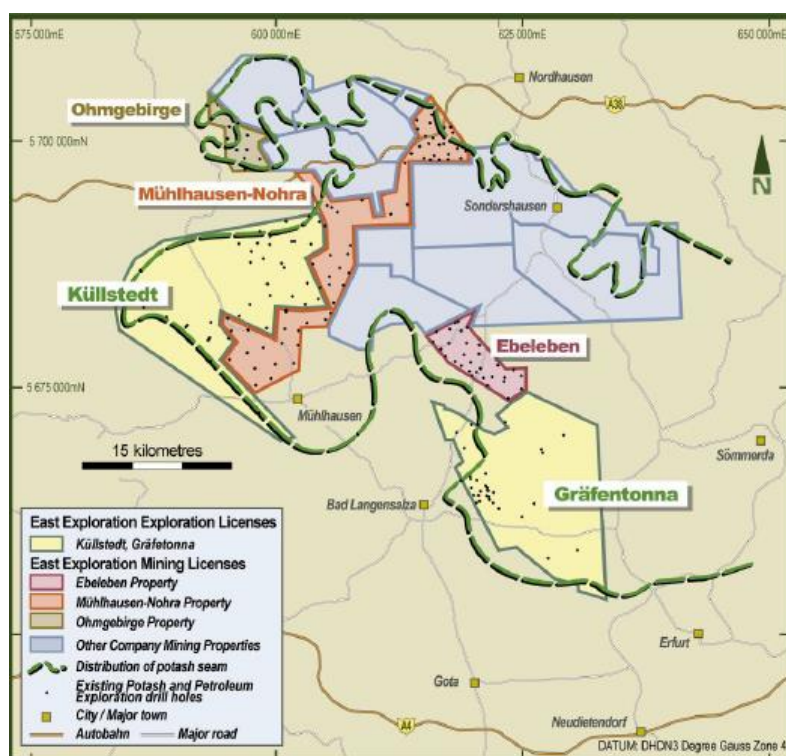 575 000mE
600 000mE
625 000mE
650 000mE
Nordhausen
Ohmgebirge
A38
5 700 000mN
N
Mühlhausen-Nohra
Sondershausen
Küllstedt
Ebeleben
5 675 000mN
Mühlhausen
15 kilometres
Sömmerda
Gräfentonna
Bad Langensalza
East Exploration Exploration Licenses
Küllstedt, Gräfetonna
East Exploration Mining Licenses
Ebeleben Property
Mühlhausen-Nohra Property
Ohmgebirge Property
Other Company Mining Properties
Distribution of potash seam
Existing Potash and Petroleum
Exploration drill holes
City / Major town
Autobahn
Major road
Erfurt
Gota
A4
Neudietendorf
DATUM: DHDN3 Degree Gauss Zone 4